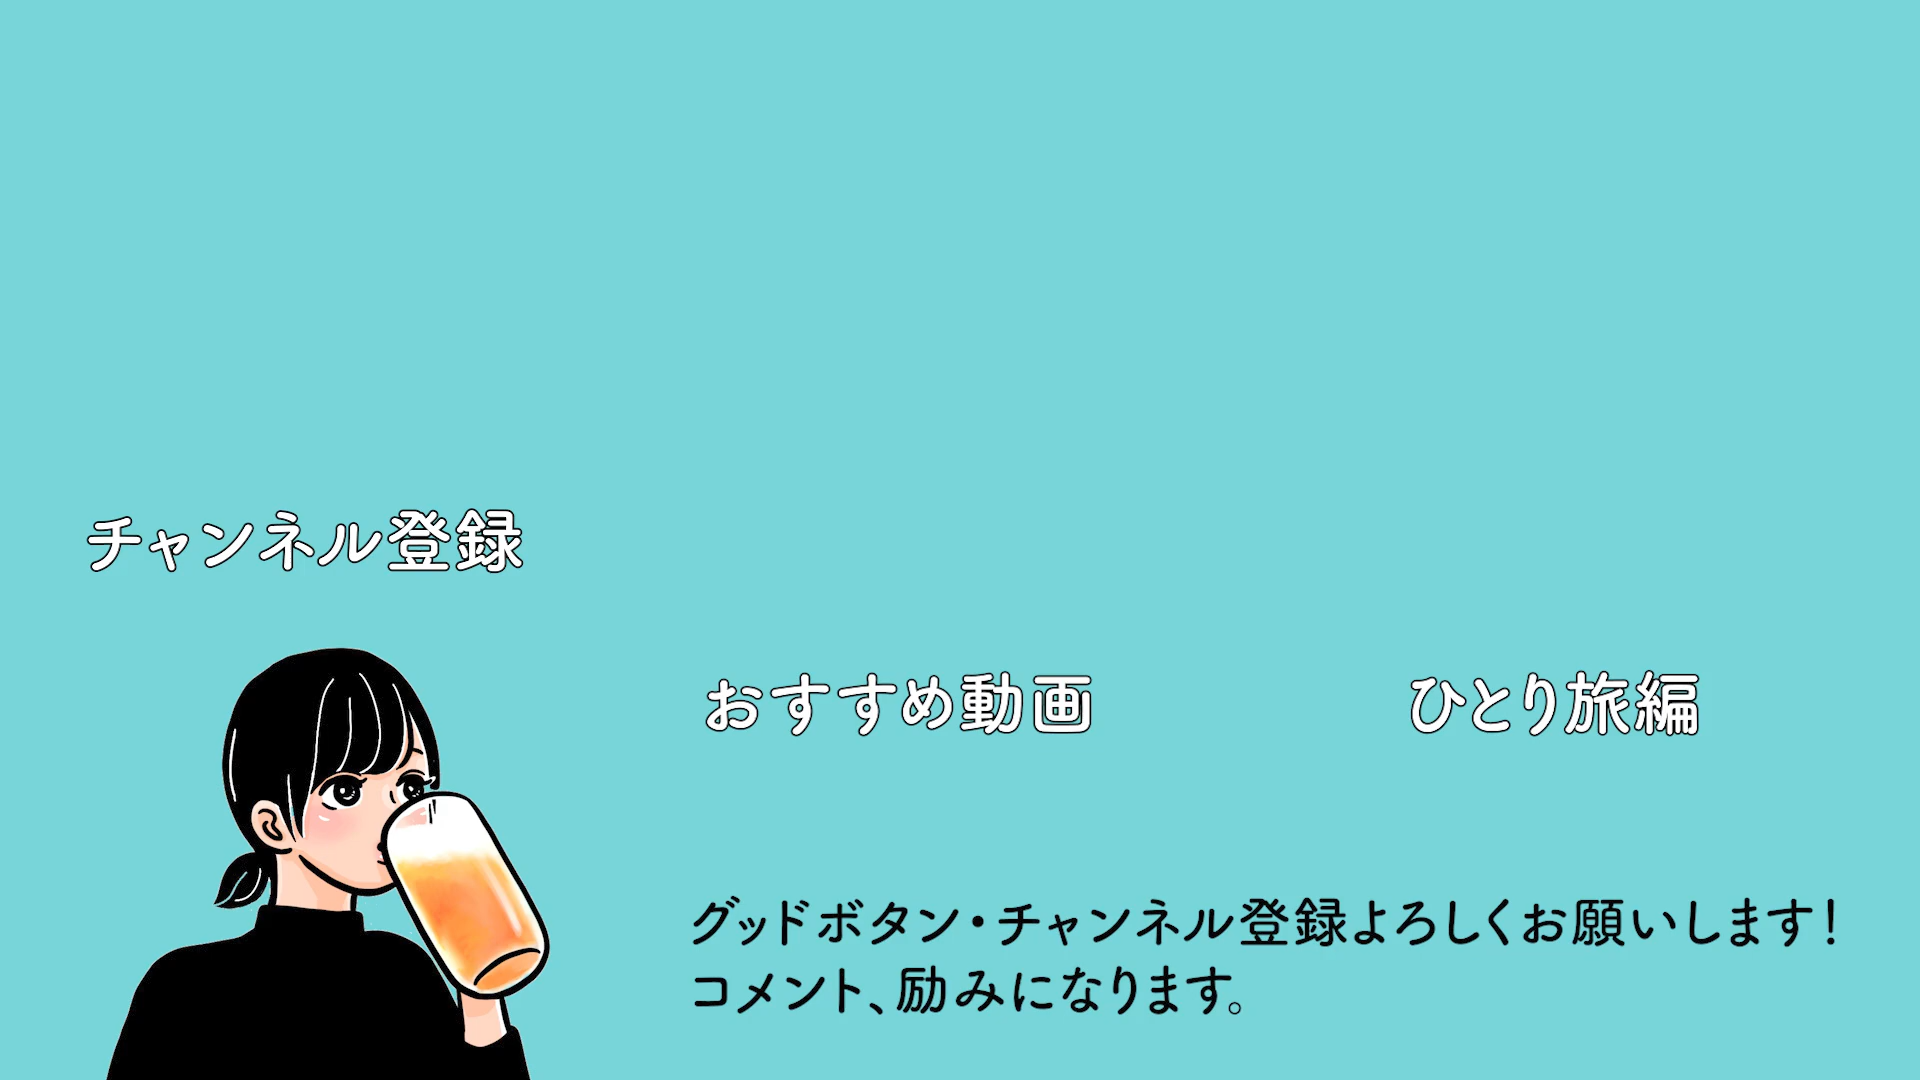 チャンネル登録
おすすめ動画
ひとり旅編
グッドボタン・チャンネル登録よろしくお願いします！
コメント、励みになります。